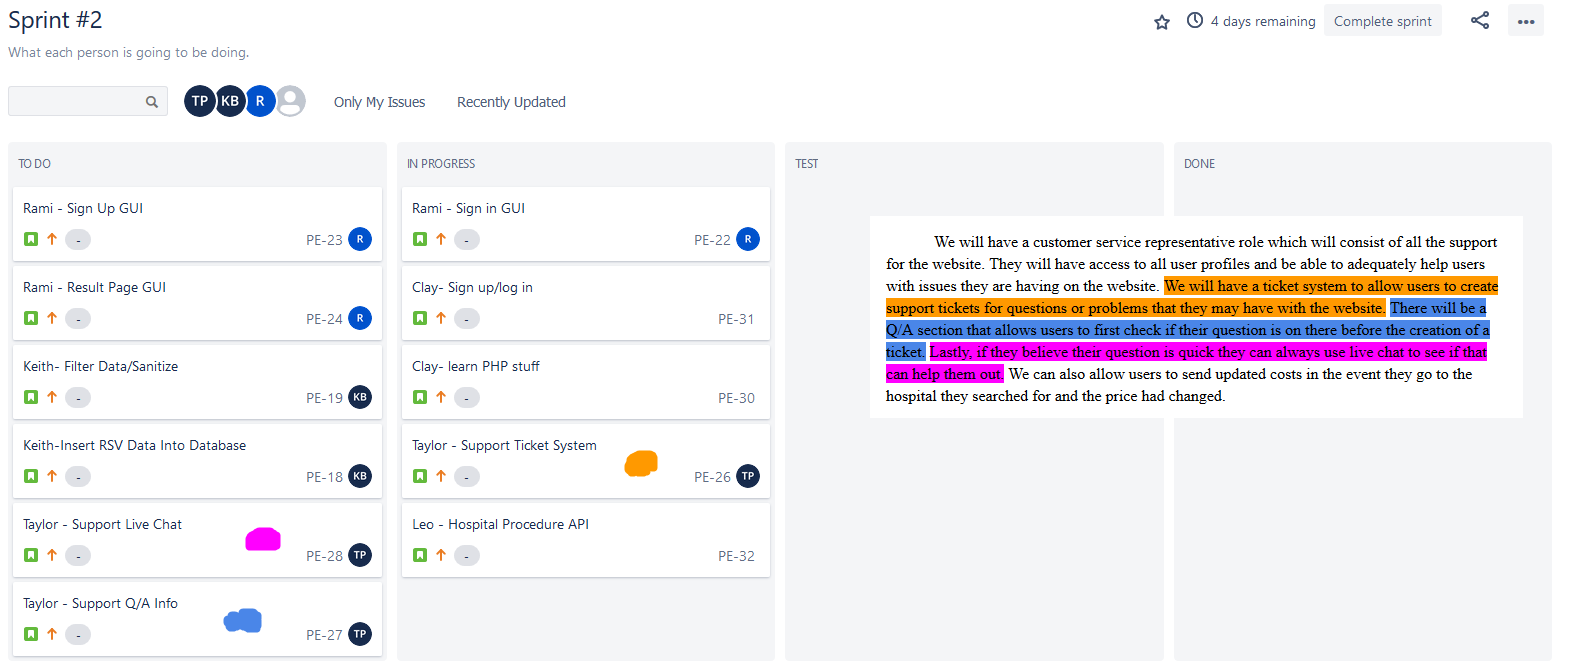 Sprint #2
4 days remaining
Complete sprint
What each person is going to be doing.
TP
KB
R
Only My Issues
Recently Updated
TO DO
Rami - Sign Up GUI
-
PE-23
R
Rami - Result Page GUI
-
PE-24
R
Keith- Filter Data/Sanitize
-
PE-19
KB
Keith-Insert RSV Data Into Database
-
PE-18
KB
Taylor - Support Live Chat
-
PE-28
TP
Taylor - Support Q/A Info
-
PE-27
TP
IN PROGRESS
Rami - Sign in GUI
-
PE-22
R
Clay- Sign up/log in
-
PE-31
Clay- learn PHP stuff
-
PE-30
Taylor - Support Ticket System
-
PE-26
TP
Leo - Hospital Procedure API
-
PE-32
TEST
DONE
We will have a customer service representative role which will consist of all the support
for the website. They will have access to all user profiles and be able to adequately help users
with issues they are having on the website. We will have a ticket system to allow users to create
support tickets for questions or problems that they may have with the website. There will be a
Q/A section that allows users to first check if their question is on there before the creation of a
ticket. Lastly, if they believe their question is quick they can always use live chat to see if that
can help them out. We can also allow users to send updated costs in the event they go to the
hospital they searched for and the price had changed.